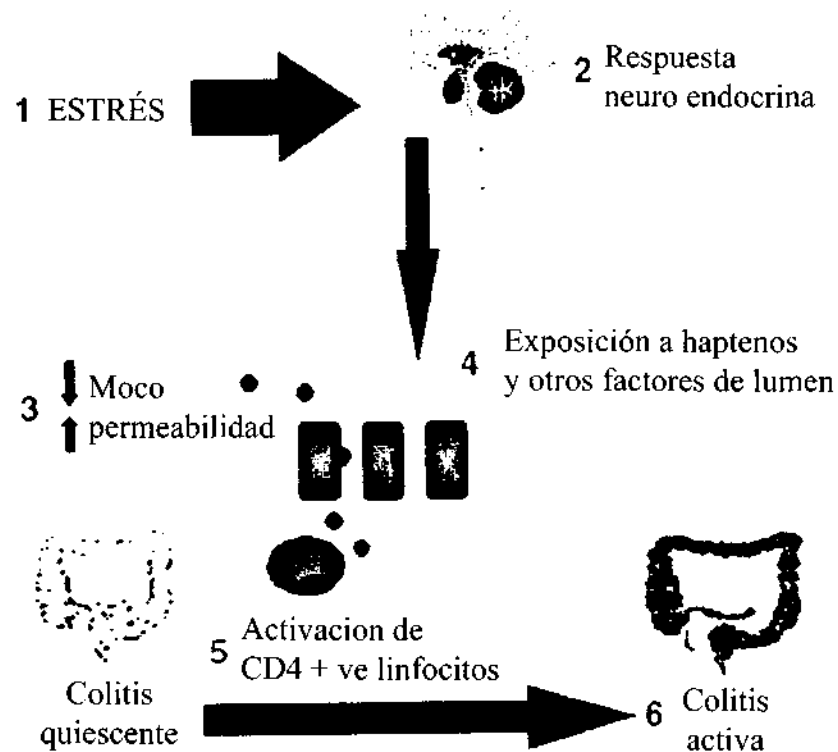 1 ESTRÉS
2 Respuesta
neuro endocrina
3 Moco
permeabilidad
4 Exposición a haptenos
y otros factores de lumen
5 Activacion de
CD4 + ve linfocitos
Colitis
quiescente
6 Colitis
activa